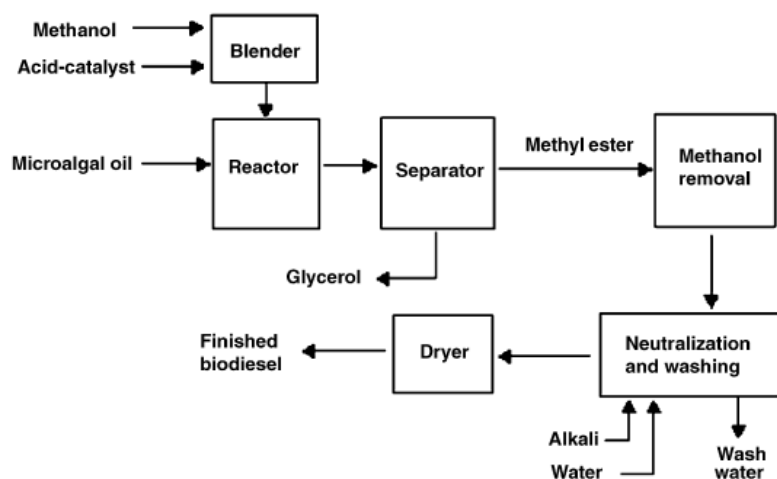 Methanol
Blender
Acid-catalyst
Microalgal oil
Reactor
Separator
Methyl ester
Methanol
removal
Glycerol
Finished
biodiesel
Dryer
Neutralization
and washing
Alkali
Water
Wash
water